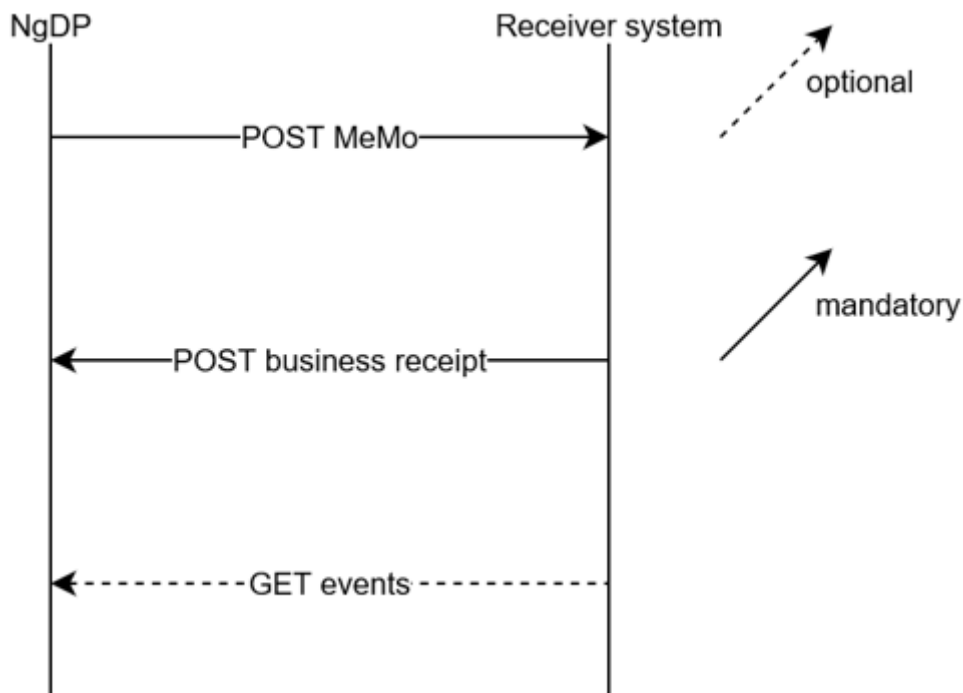 NgDP
Receiver system
optional
POST MeMo
mandatory
POST business receipt
GET events